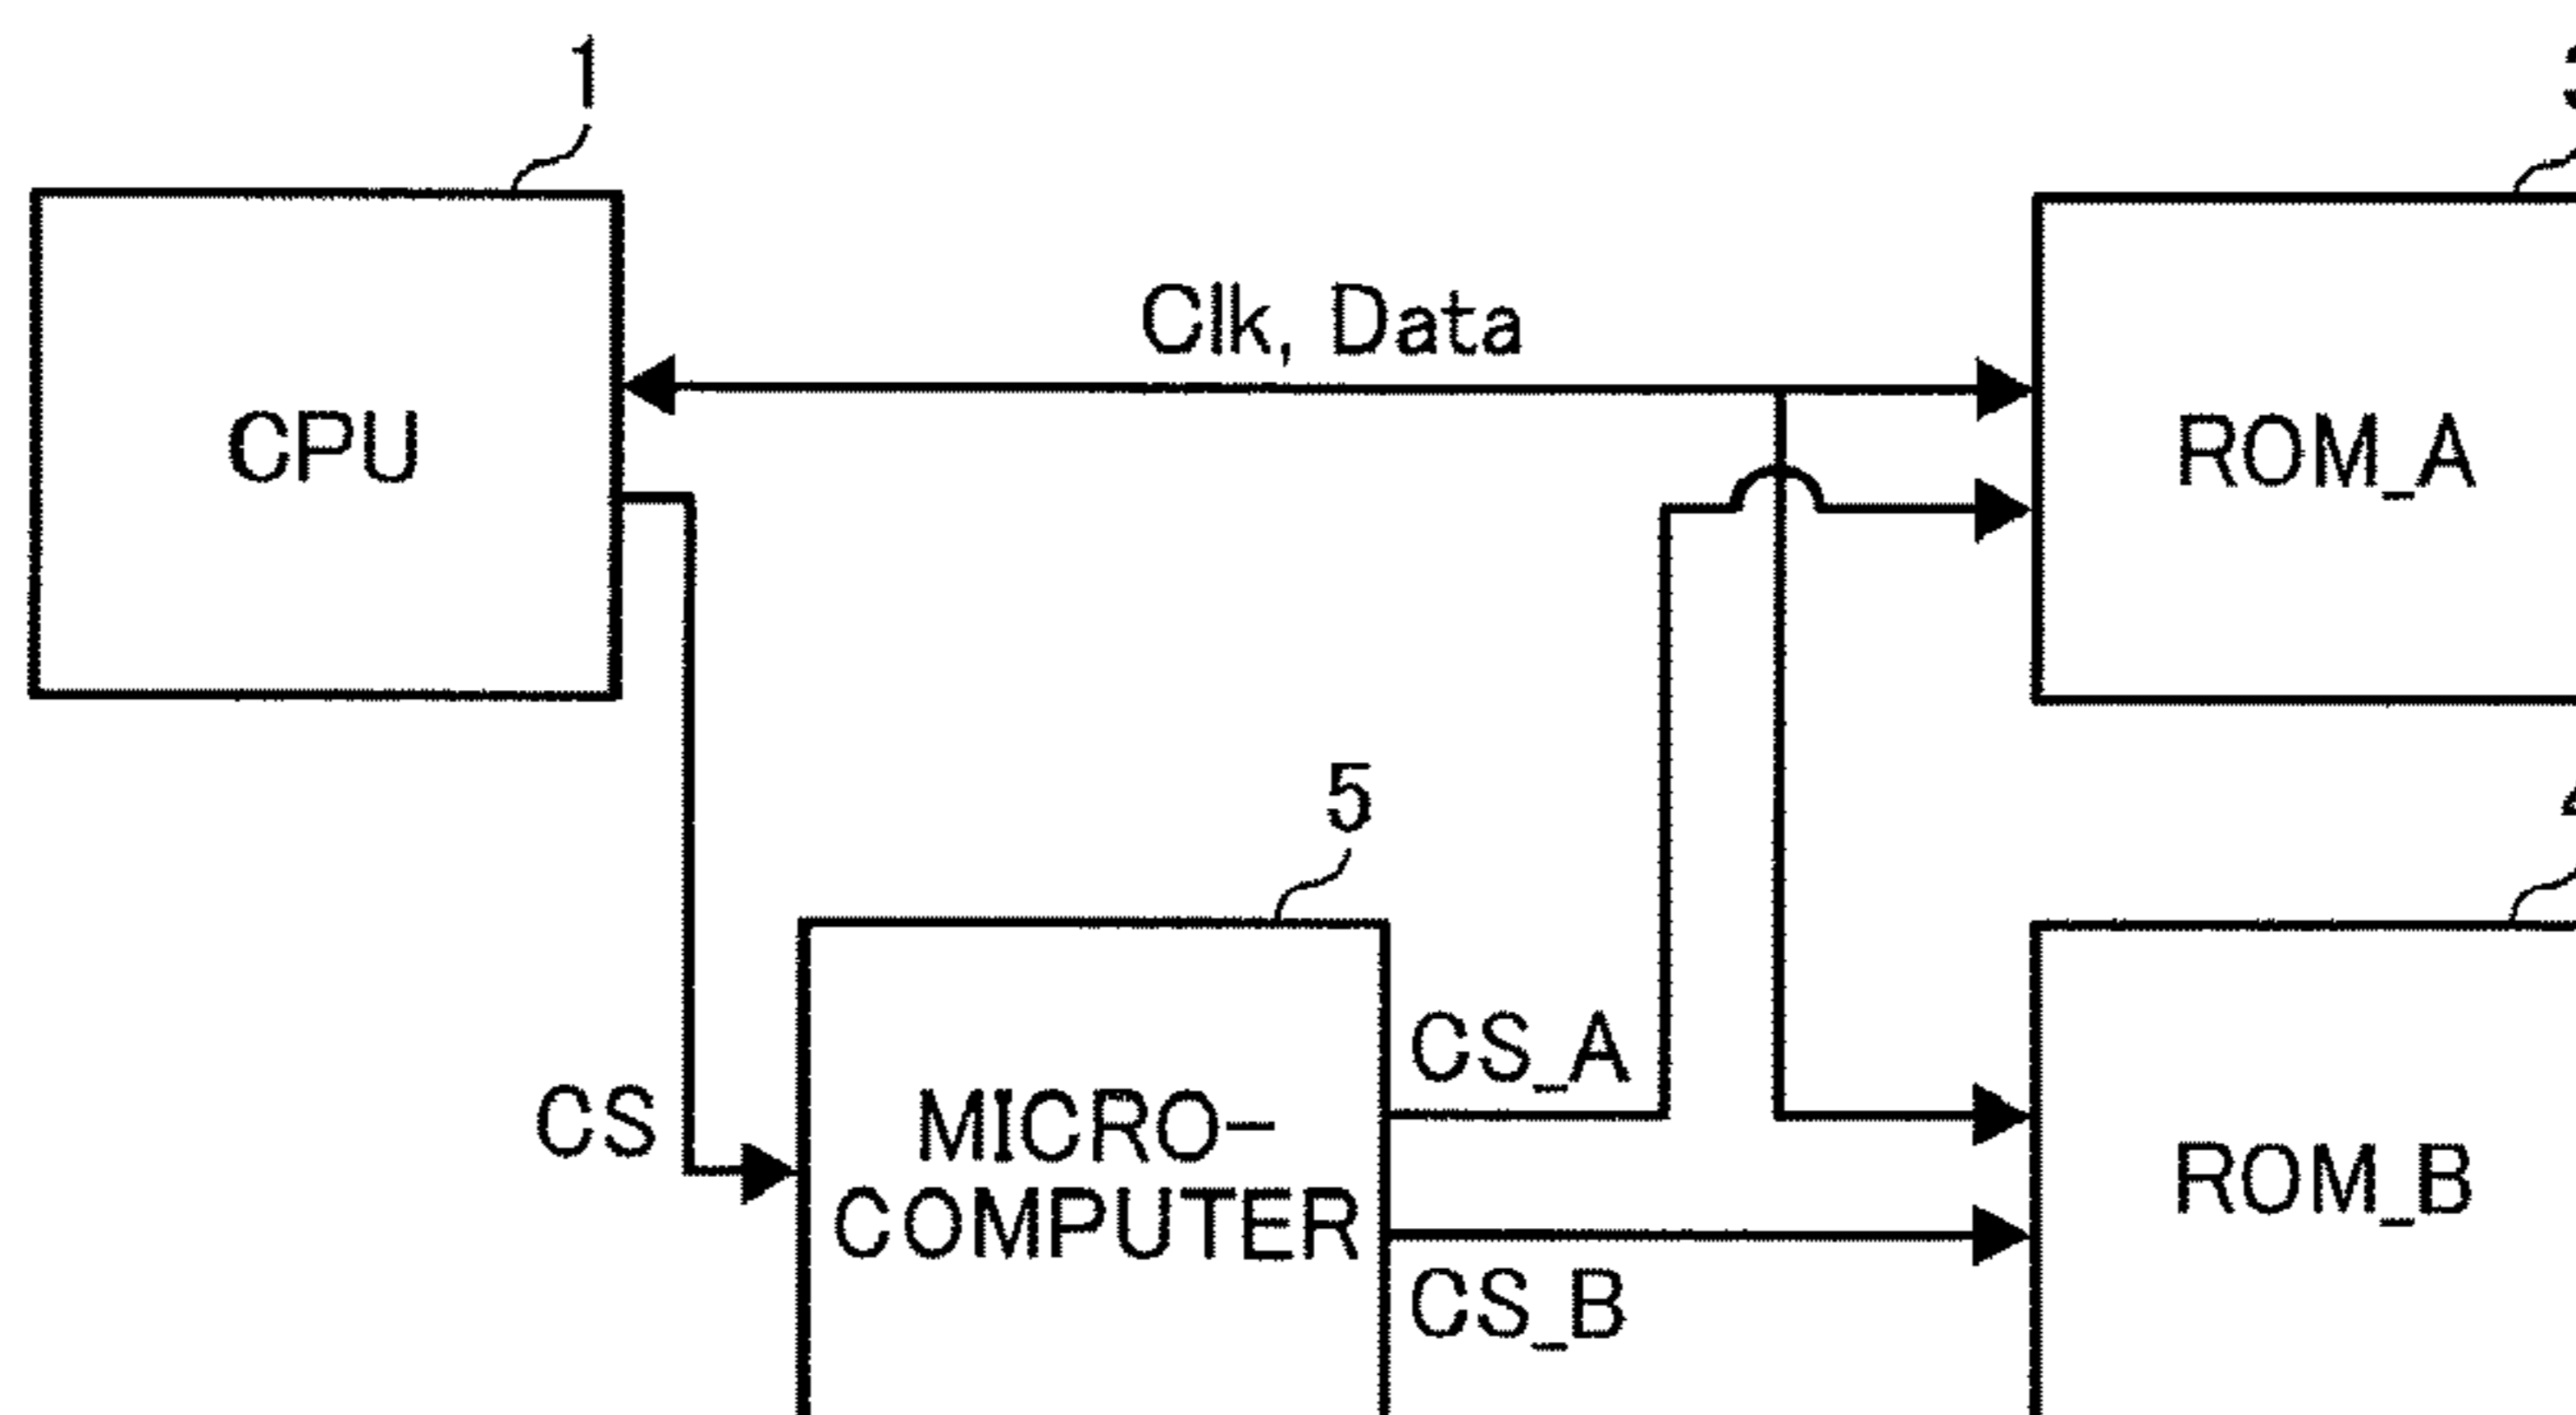 1
Clk, Data
CPU
ROM_A
5
CS
CS_A
MICRO-
COMPUTER
ROM_B
CS_B